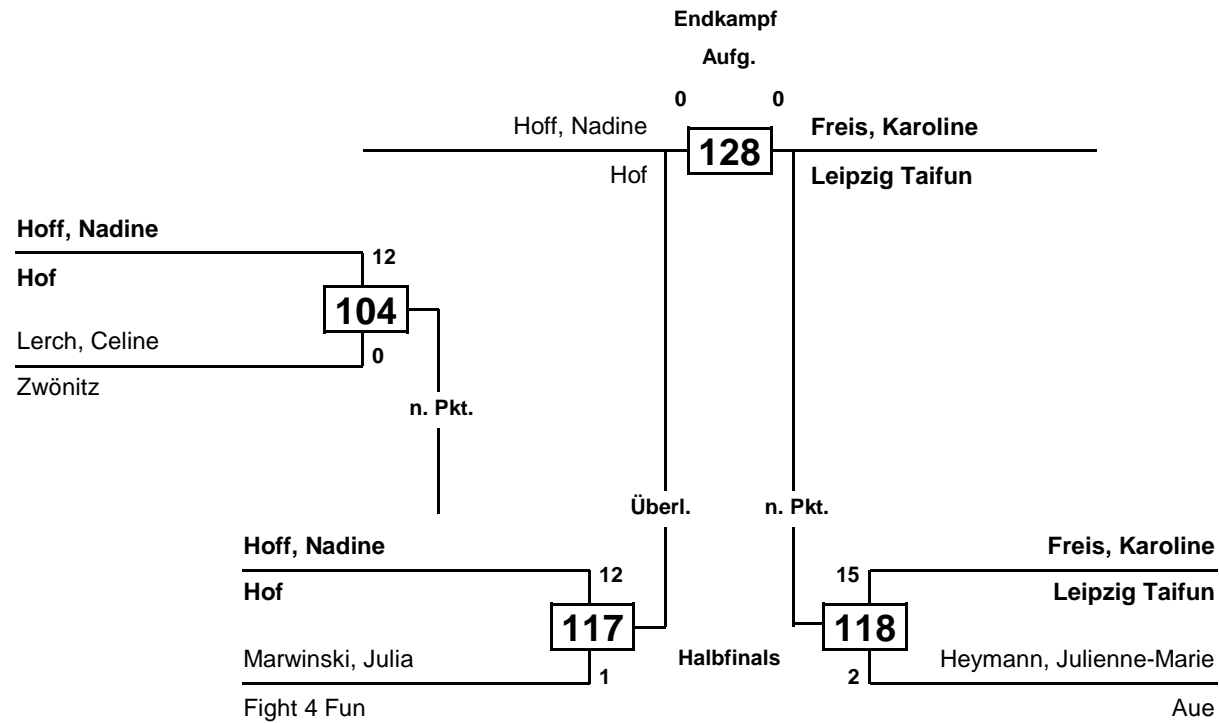 Endkampf
Aufg.
0 0
Hoff, Nadine 128 Freis, Karoline
Hof Leipzig Taifun
Hoff, Nadine
12
Hof
104
Lerch, Celine
0
Zwönitz
n. Pkt.
Überl. n. Pkt.
Hoff, Nadine Freis, Karoline
12 15
Hof Leipzig Taifun
117 118
Marwinski, Julia Halbfinals Heymann, Julienne-Marie
1 2
Fight 4 Fun Aue